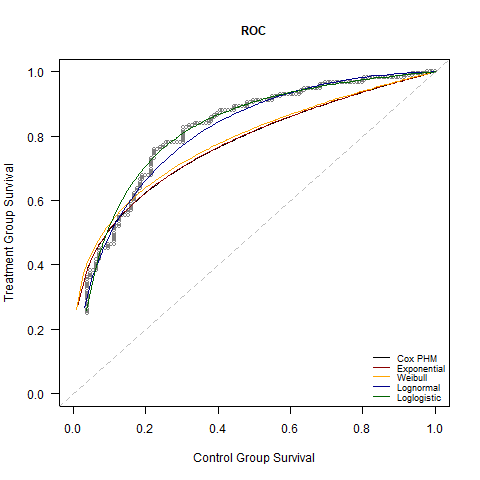 ROC
Treatment Group Survival
1.0
0.8
0.6
0.4
0.2
0.0
0.0 0.2 0.4 0.6 0.8 1.0
Control Group Survival
Cox PHM
Exponential
Weibull
Lognormal
Loglogistic